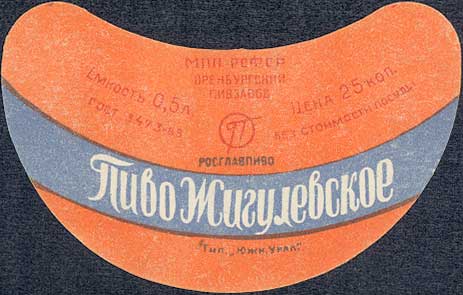 МПП РСФСР
ОРЕНБУРГСКИЙ
ПИВЗАВОД
Емкость 0,5 л.
ГОСТ 3473-53
Цена 25 коп.
без стоимости посуды
РОСГЛАВПИВО
Пиво Жигулевское
Тип. „Южн. Урал".